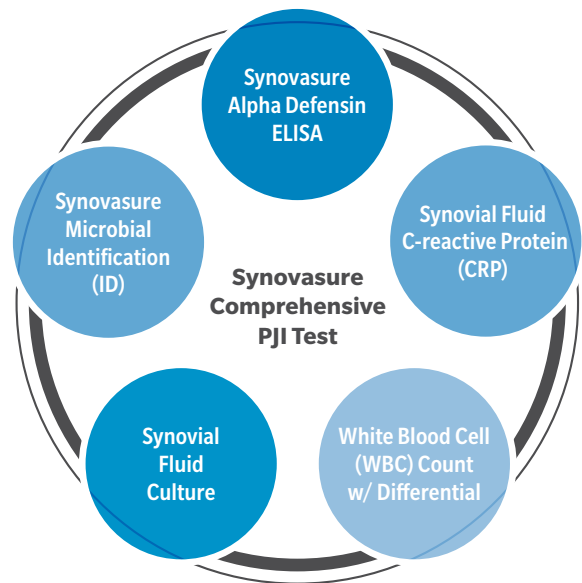 Synovasure
Alpha Defensin
ELISA
Synovial Fluid
C-reactive Protein
(CRP)
White Blood Cell
(WBC) Count
w/ Differential
Synovial
Fluid
Culture
Synovasure
Microbial
Identification
(ID)
Synovasure
Comprehensive
PJI Test